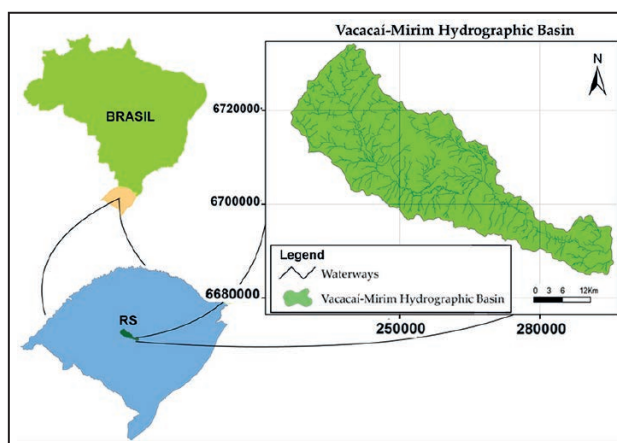 Vacacaí-Mirim Hydrographic Basin
N
BRASIL
6720000
6700000
6680000
Legend
Waterways
Vacacaí-Mirim Hydrographic Basin
0 3 6 12Km
RS
250000 280000